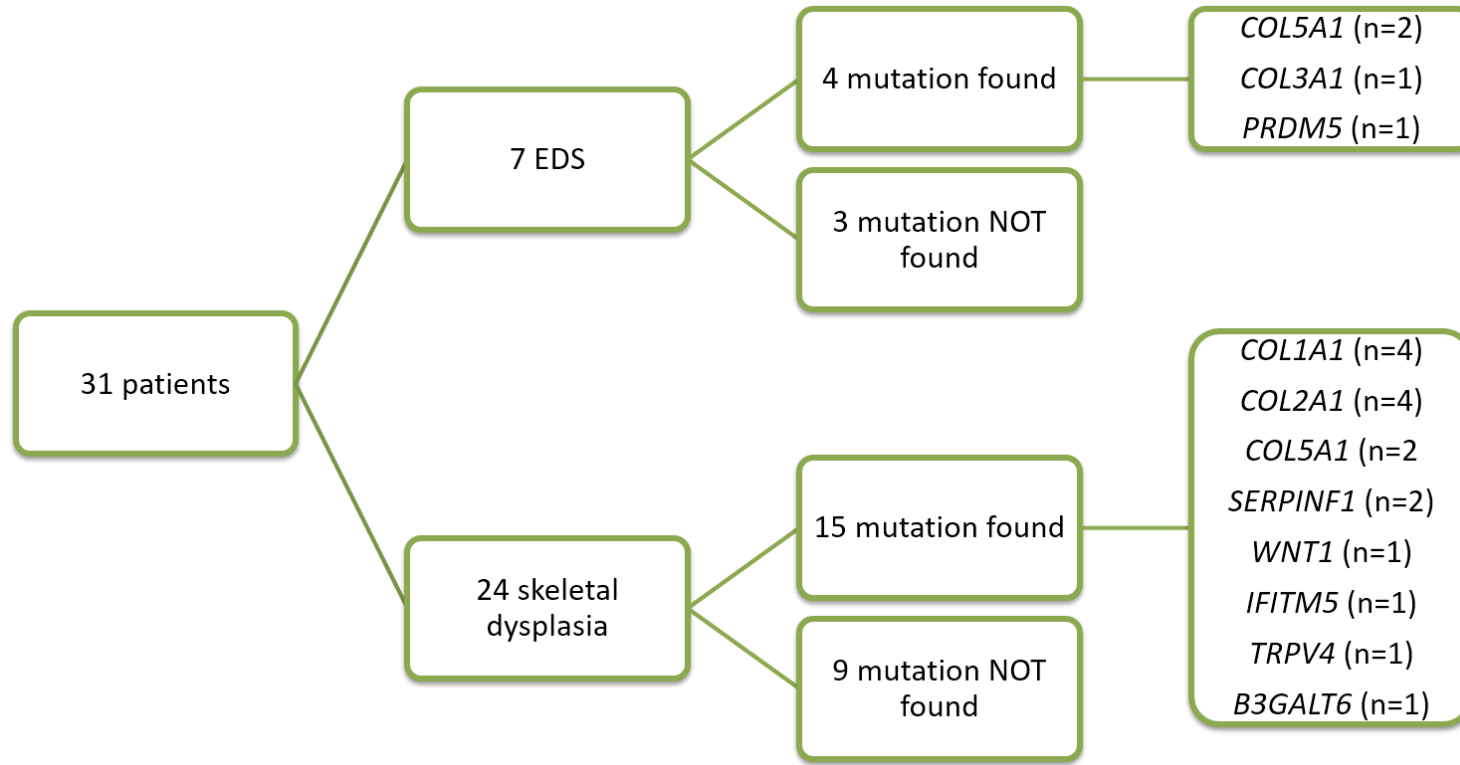 31 patients
7 EDS
4 mutation found
COL5A1 (n=2)
COL3A1 (n=1)
PRDM5 (n=1)
3 mutation NOT
found
24 skeletal
dysplasia
15 mutation found
COL1A1 (n=4)
COL2A1 (n=4)
COL5A1 (n=2
SERPINF1 (n=2)
WNT1 (n=1)
IFITM5 (n=1)
TRPV4 (n=1)
B3GALT6 (n=1)
9 mutation NOT
found